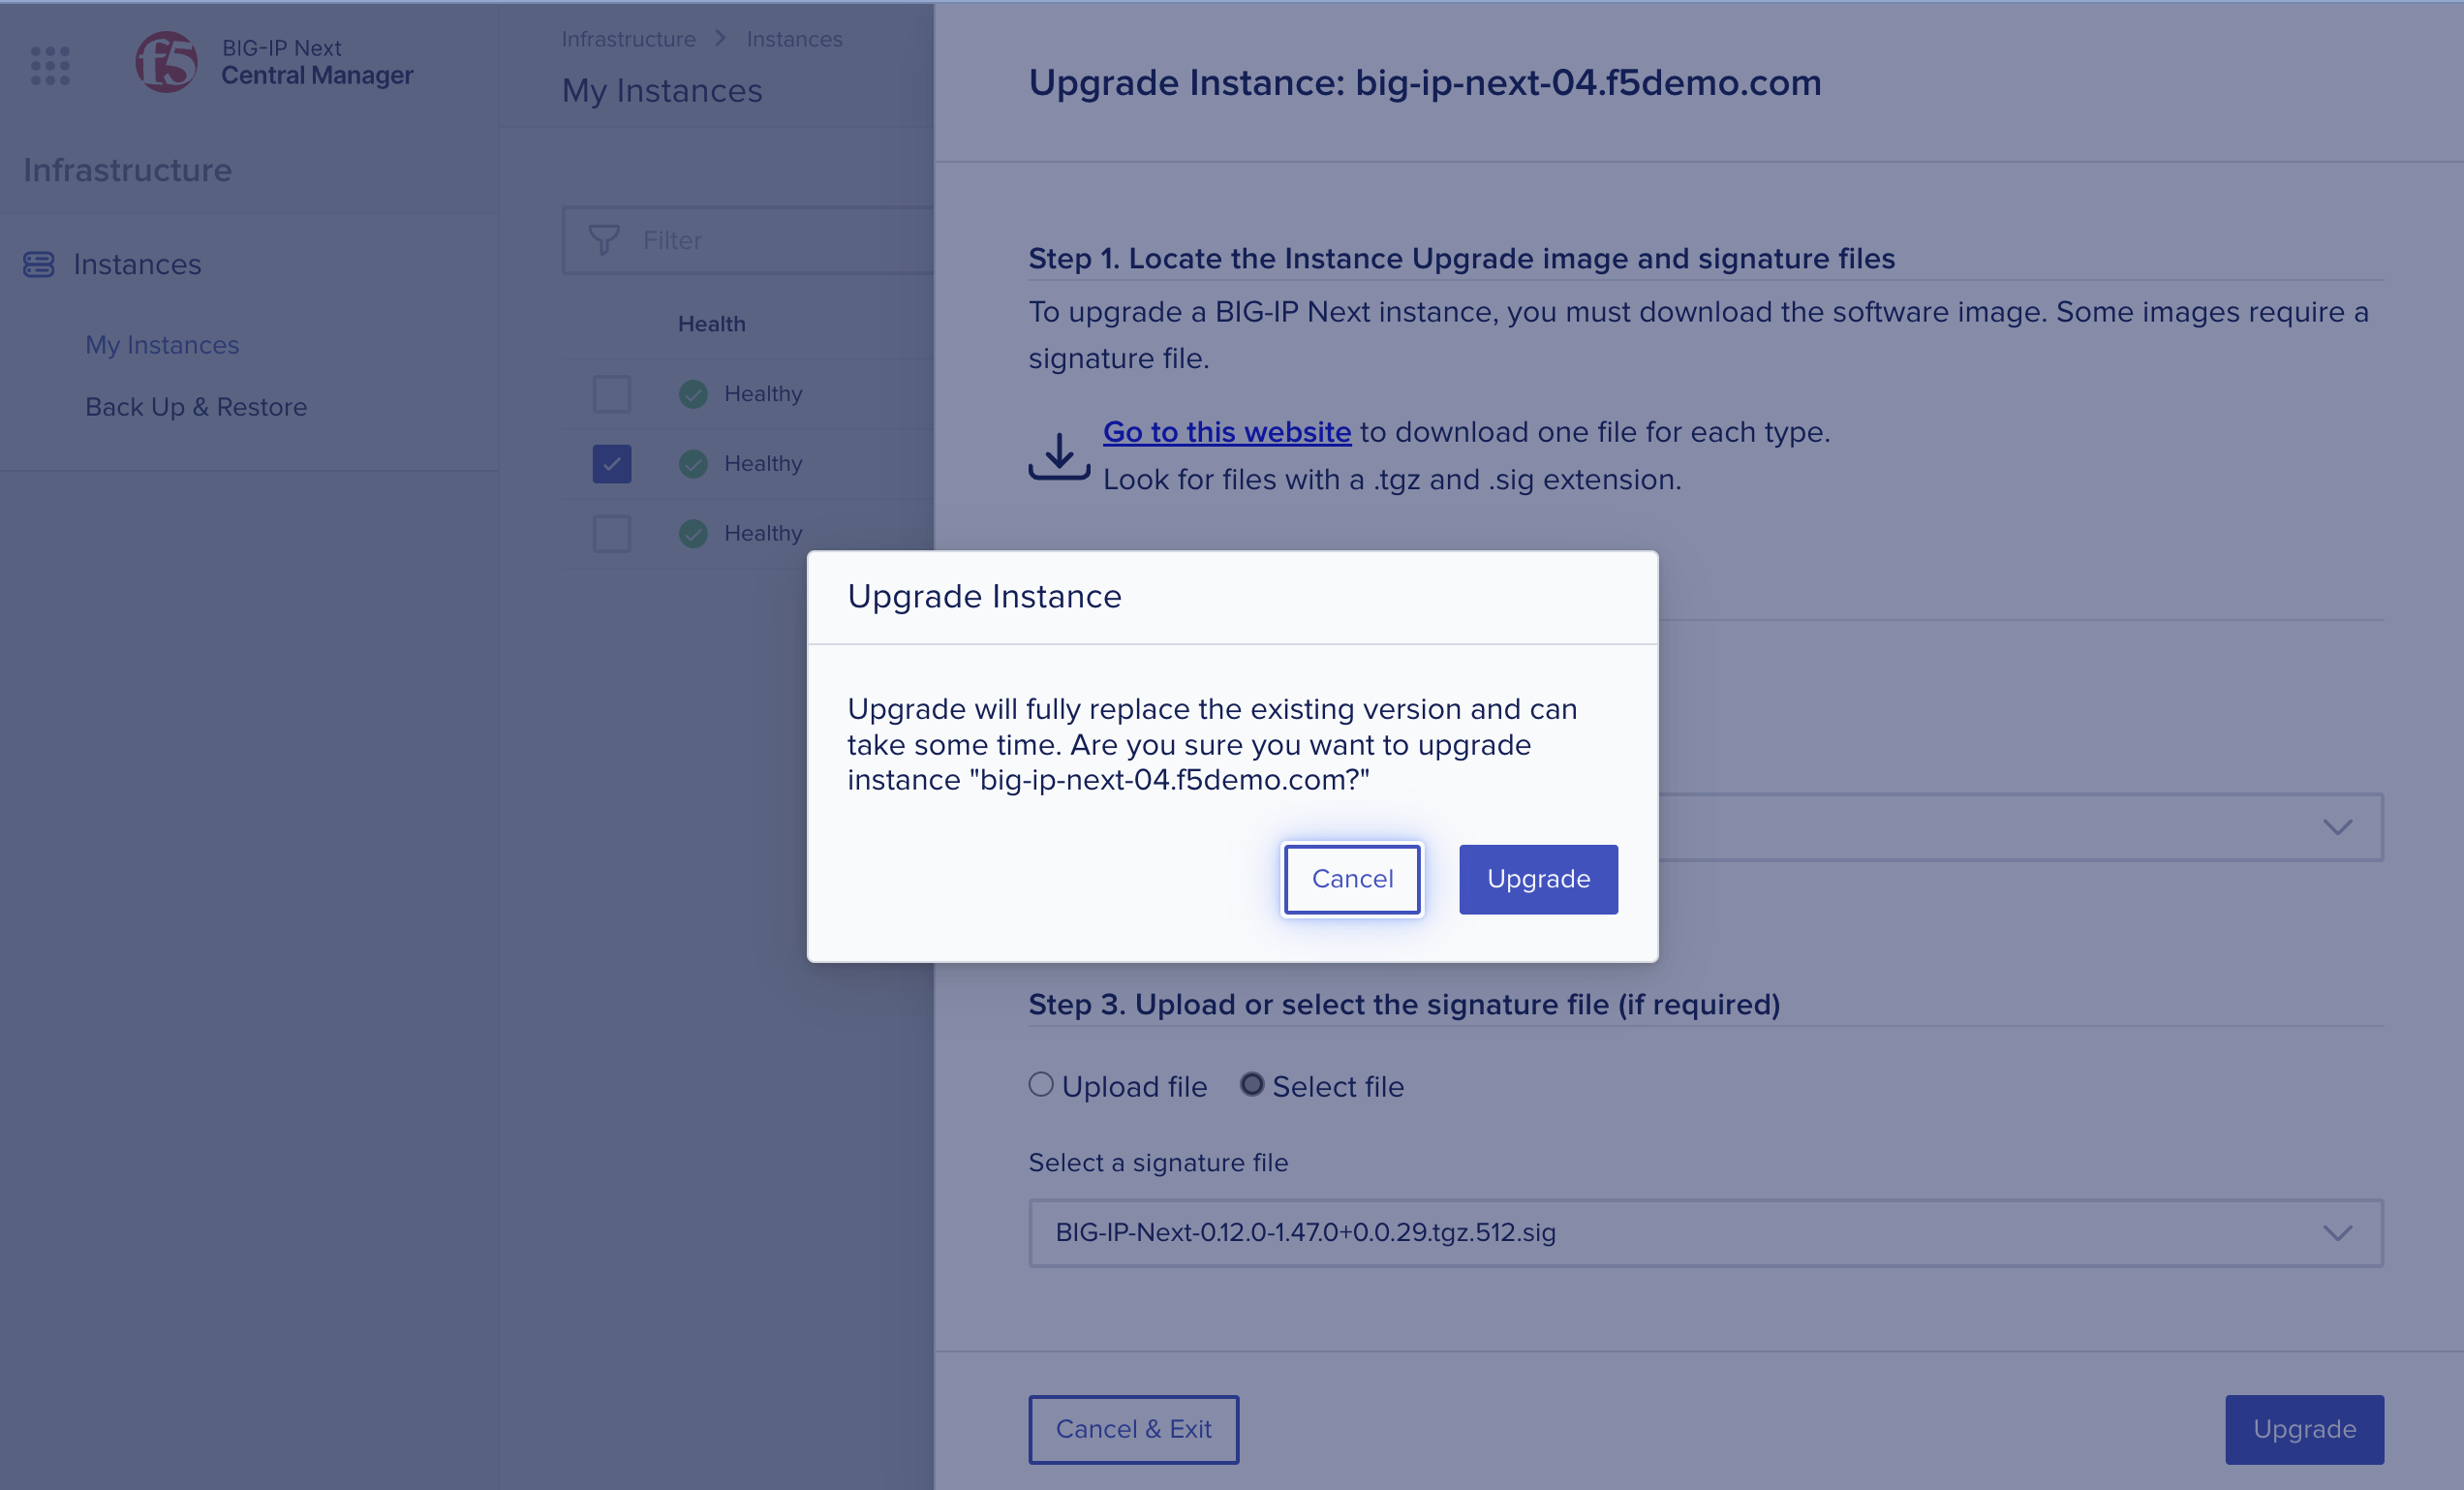 f5
BIG-IP Next
Central Manager
Infrastructure
Instances
My Instances
Back Up & Restore
Infrastructure > Instances
My Instances
Filter
Health
Healthy
Healthy
Healthy
Upgrade Instance: big-ip-next-04.f5demo.com
Step 1. Locate the Instance Upgrade image and signature files
To upgrade a BIG-IP Next instance, you must download the software image. Some images require a
signature file.
Go to this website to download one file for each type.
Look for files with a .tgz and .sig extension.
Upgrade Instance
Upgrade will fully replace the existing version and can
take some time. Are you sure you want to upgrade
instance "big-ip-next-04.f5demo.com?"
Cancel
Upgrade
Step 3. Upload or select the signature file (if required)
Upload file
Select file
Select a signature file
BIG-IP-Next-0.12.0-1.47.0+0.0.29.tgz.512.sig
Cancel & Exit
Upgrade